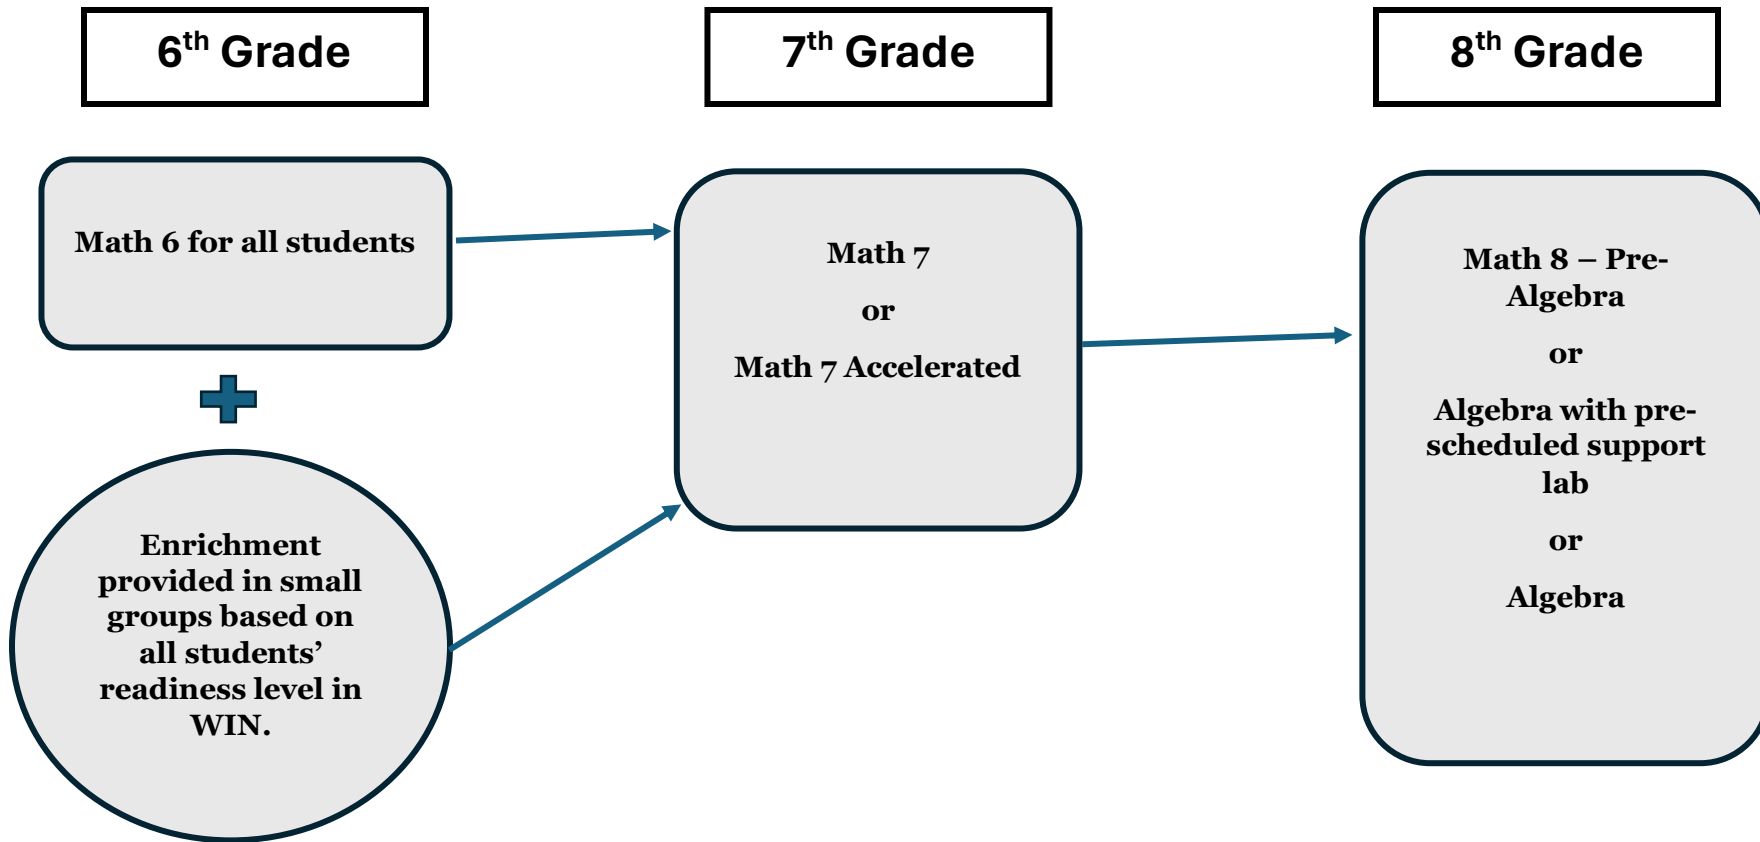 6th Grade
7th Grade
8th Grade
Math 6 for all students
Enrichment
provided in small
groups based on
all students’
readiness level in
WIN.
Math 7
or
Math 7 Accelerated
Math 8 – Pre-
Algebra
or
Algebra with pre-
scheduled support
lab
or
Algebra